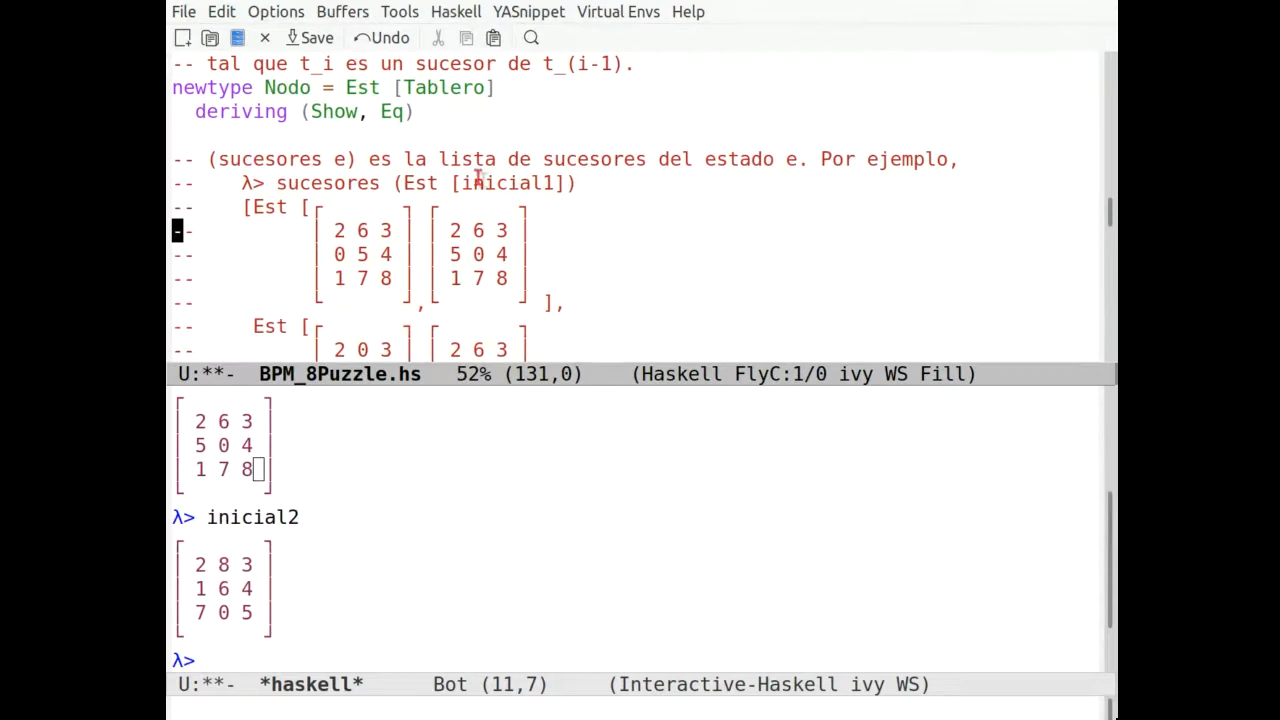 File Edit Options Buffers Tools Haskell YASnippet Virtual Envs Help
Save Undo
-- tal que t_i es un sucesor de t_(i-1).
newtype Nodo = Est [Tablero]
  deriving (Show, Eq)
-- (sucesores e) es la lista de sucesores del estado e. Por ejemplo,
--    λ> sucesores (Est [inicial1])
--    [Est [┌       ┐ ┌       ┐
--          │ 2 6 3 │ │ 2 6 3 │
--          │ 0 5 4 │ │ 5 0 4 │
--          │ 1 7 8 │ │ 1 7 8 │
--          └       ┘,└       ┘ ],
--     Est [┌       ┐ ┌       ┐
--          │ 2 0 3 │ │ 2 6 3 │
U:**-  BPM_8Puzzle.hs   52% (131,0)    (Haskell FlyC:1/0 ivy WS Fill)
┌       ┐
│ 2 6 3 │
│ 5 0 4 │
│ 1 7 8 │
└       ┘
λ> inicial2
┌       ┐
│ 2 8 3 │
│ 1 6 4 │
│ 7 0 5 │
└       ┘
λ>
U:**-  *haskell*      Bot (11,7)     (Interactive-Haskell ivy WS)